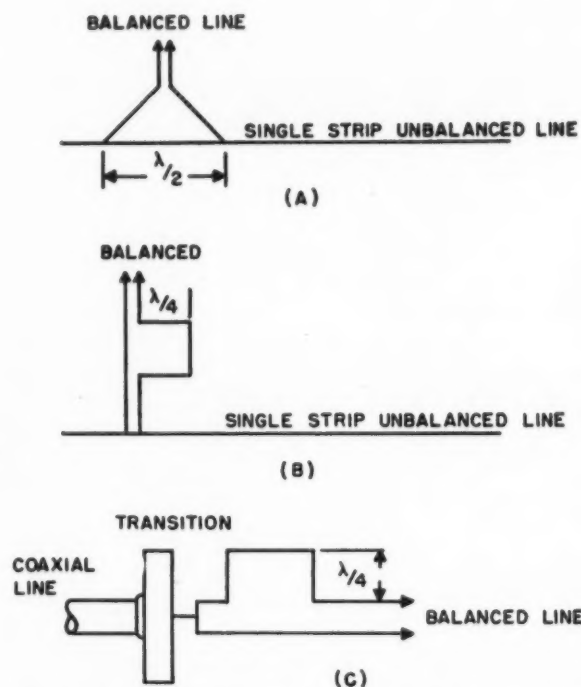 BALANCED LINE
SINGLE STRIP UNBALANCED LINE
λ/2
(A)
BALANCED
λ/4
SINGLE STRIP UNBALANCED LINE
(B)
TRANSITION
COAXIAL
LINE
λ/4
BALANCED LINE
(C)